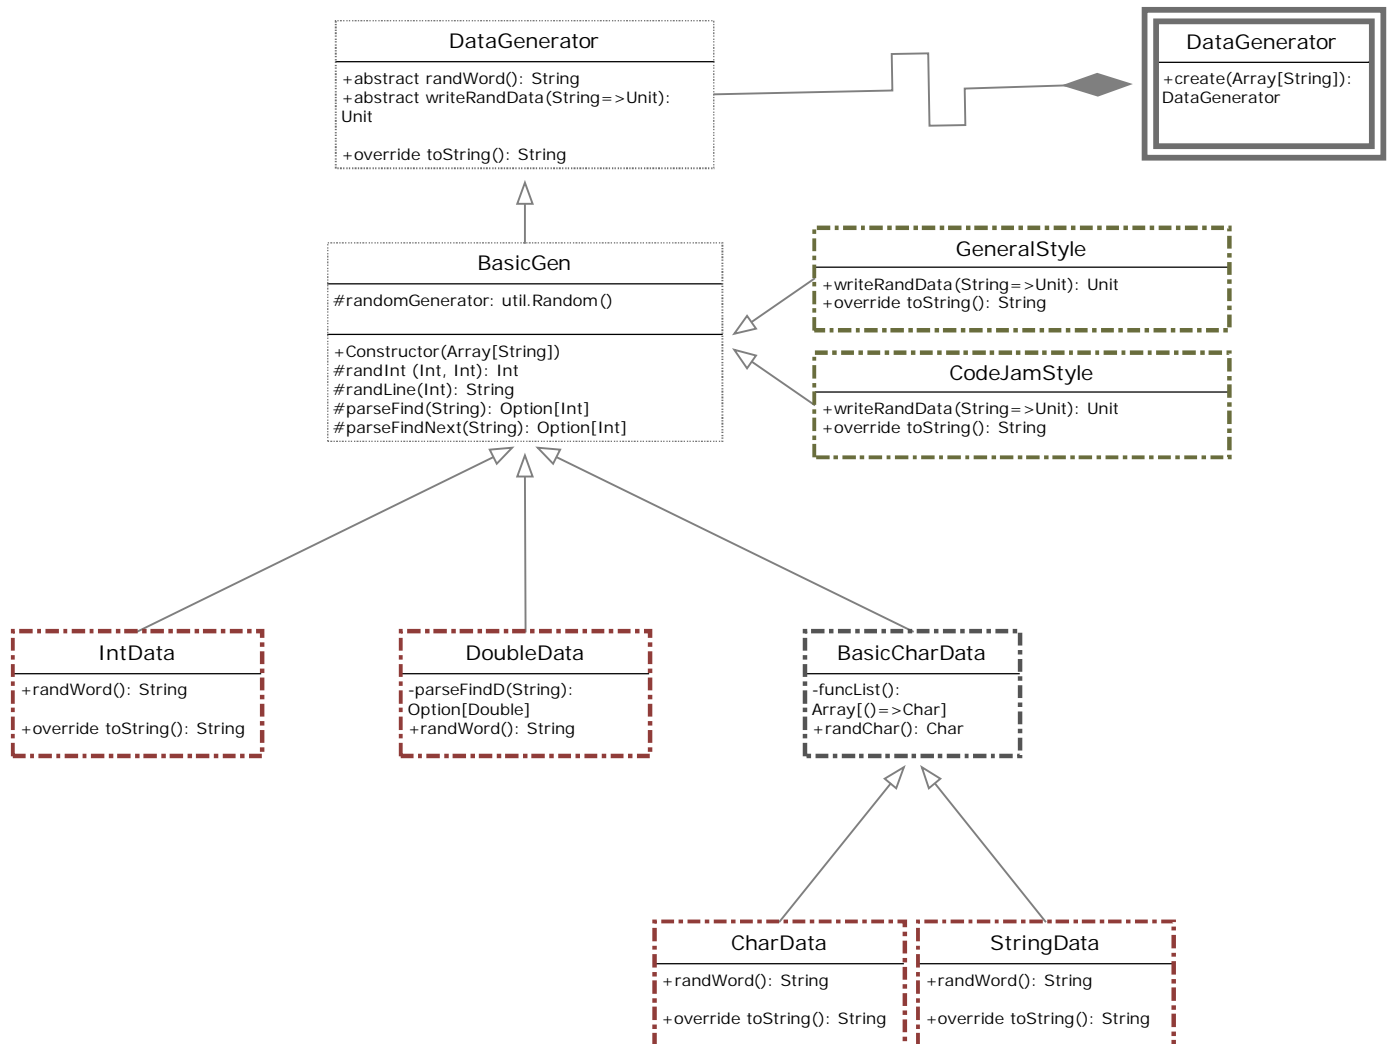 DataGenerator
+abstract randWord(): String
+abstract writeRandData(String=>Unit):
Unit
+override toString(): String
DataGenerator
+create(Array[String]):
DataGenerator
BasicGen
#randomGenerator: util.Random()
+Constructor(Array[String])
#randInt (Int, Int): Int
#randLine(Int): String
#parseFind(String): Option[Int]
#parseFindNext(String): Option[Int]
GeneralStyle
+writeRandData(String=>Unit): Unit
+override toString(): String
CodeJamStyle
+writeRandData(String=>Unit): Unit
+override toString(): String
IntData
+randWord(): String
+override toString(): String
DoubleData
-parseFindD(String):
Option[Double]
+randWord(): String
BasicCharData
-funcList():
Array[()=>Char]
+randChar(): Char
CharData
+randWord(): String
+override toString(): String
StringData
+randWord(): String
+override toString(): String